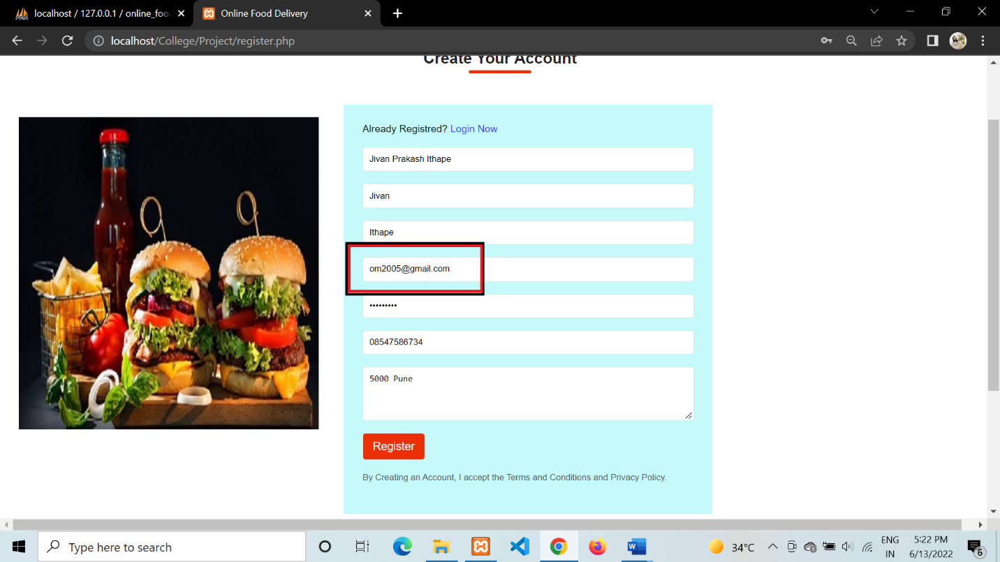 localhost / 127.0.0.1 / online_foo
Online Food Delivery
localhost/College/Project/register.php
Create Your Account
Already Registred? Login Now
Jivan Prakash Ithape
Jivan
Ithape
om2005@gmail.com
•••••••••
08547586734
5000 Pune
Register
By Creating an Account, I accept the Terms and Conditions and Privacy Policy.
Type here to search
34°C
ENG
IN
5:22 PM
6/13/2022
6